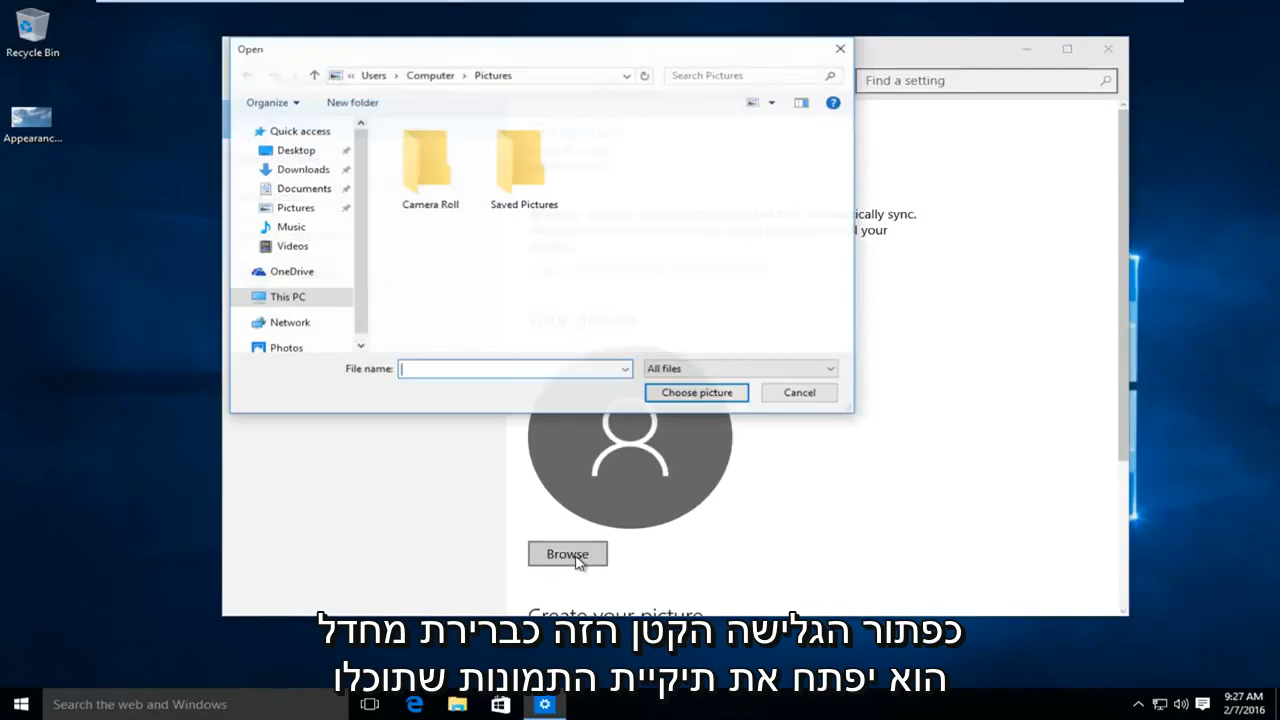 Recycle Bin
Appearanc...
Open
Users
Computer
Pictures
Search Pictures
Find a setting
Organize
New folder
Quick access
Desktop
Downloads
Documents
Pictures
Music
Videos
OneDrive
This PC
Network
Photos
Camera Roll
Saved Pictures
ically sync.
l your
Your picture
File name:
All files
Choose picture
Cancel
Browse
Create your picture
כפתור הגלישה הקטן הזה כברירת מחדל
הוא יפתח את תיקיית התמונות שתוכלו
Search the web and Windows
9:27 AM
2/7/2016